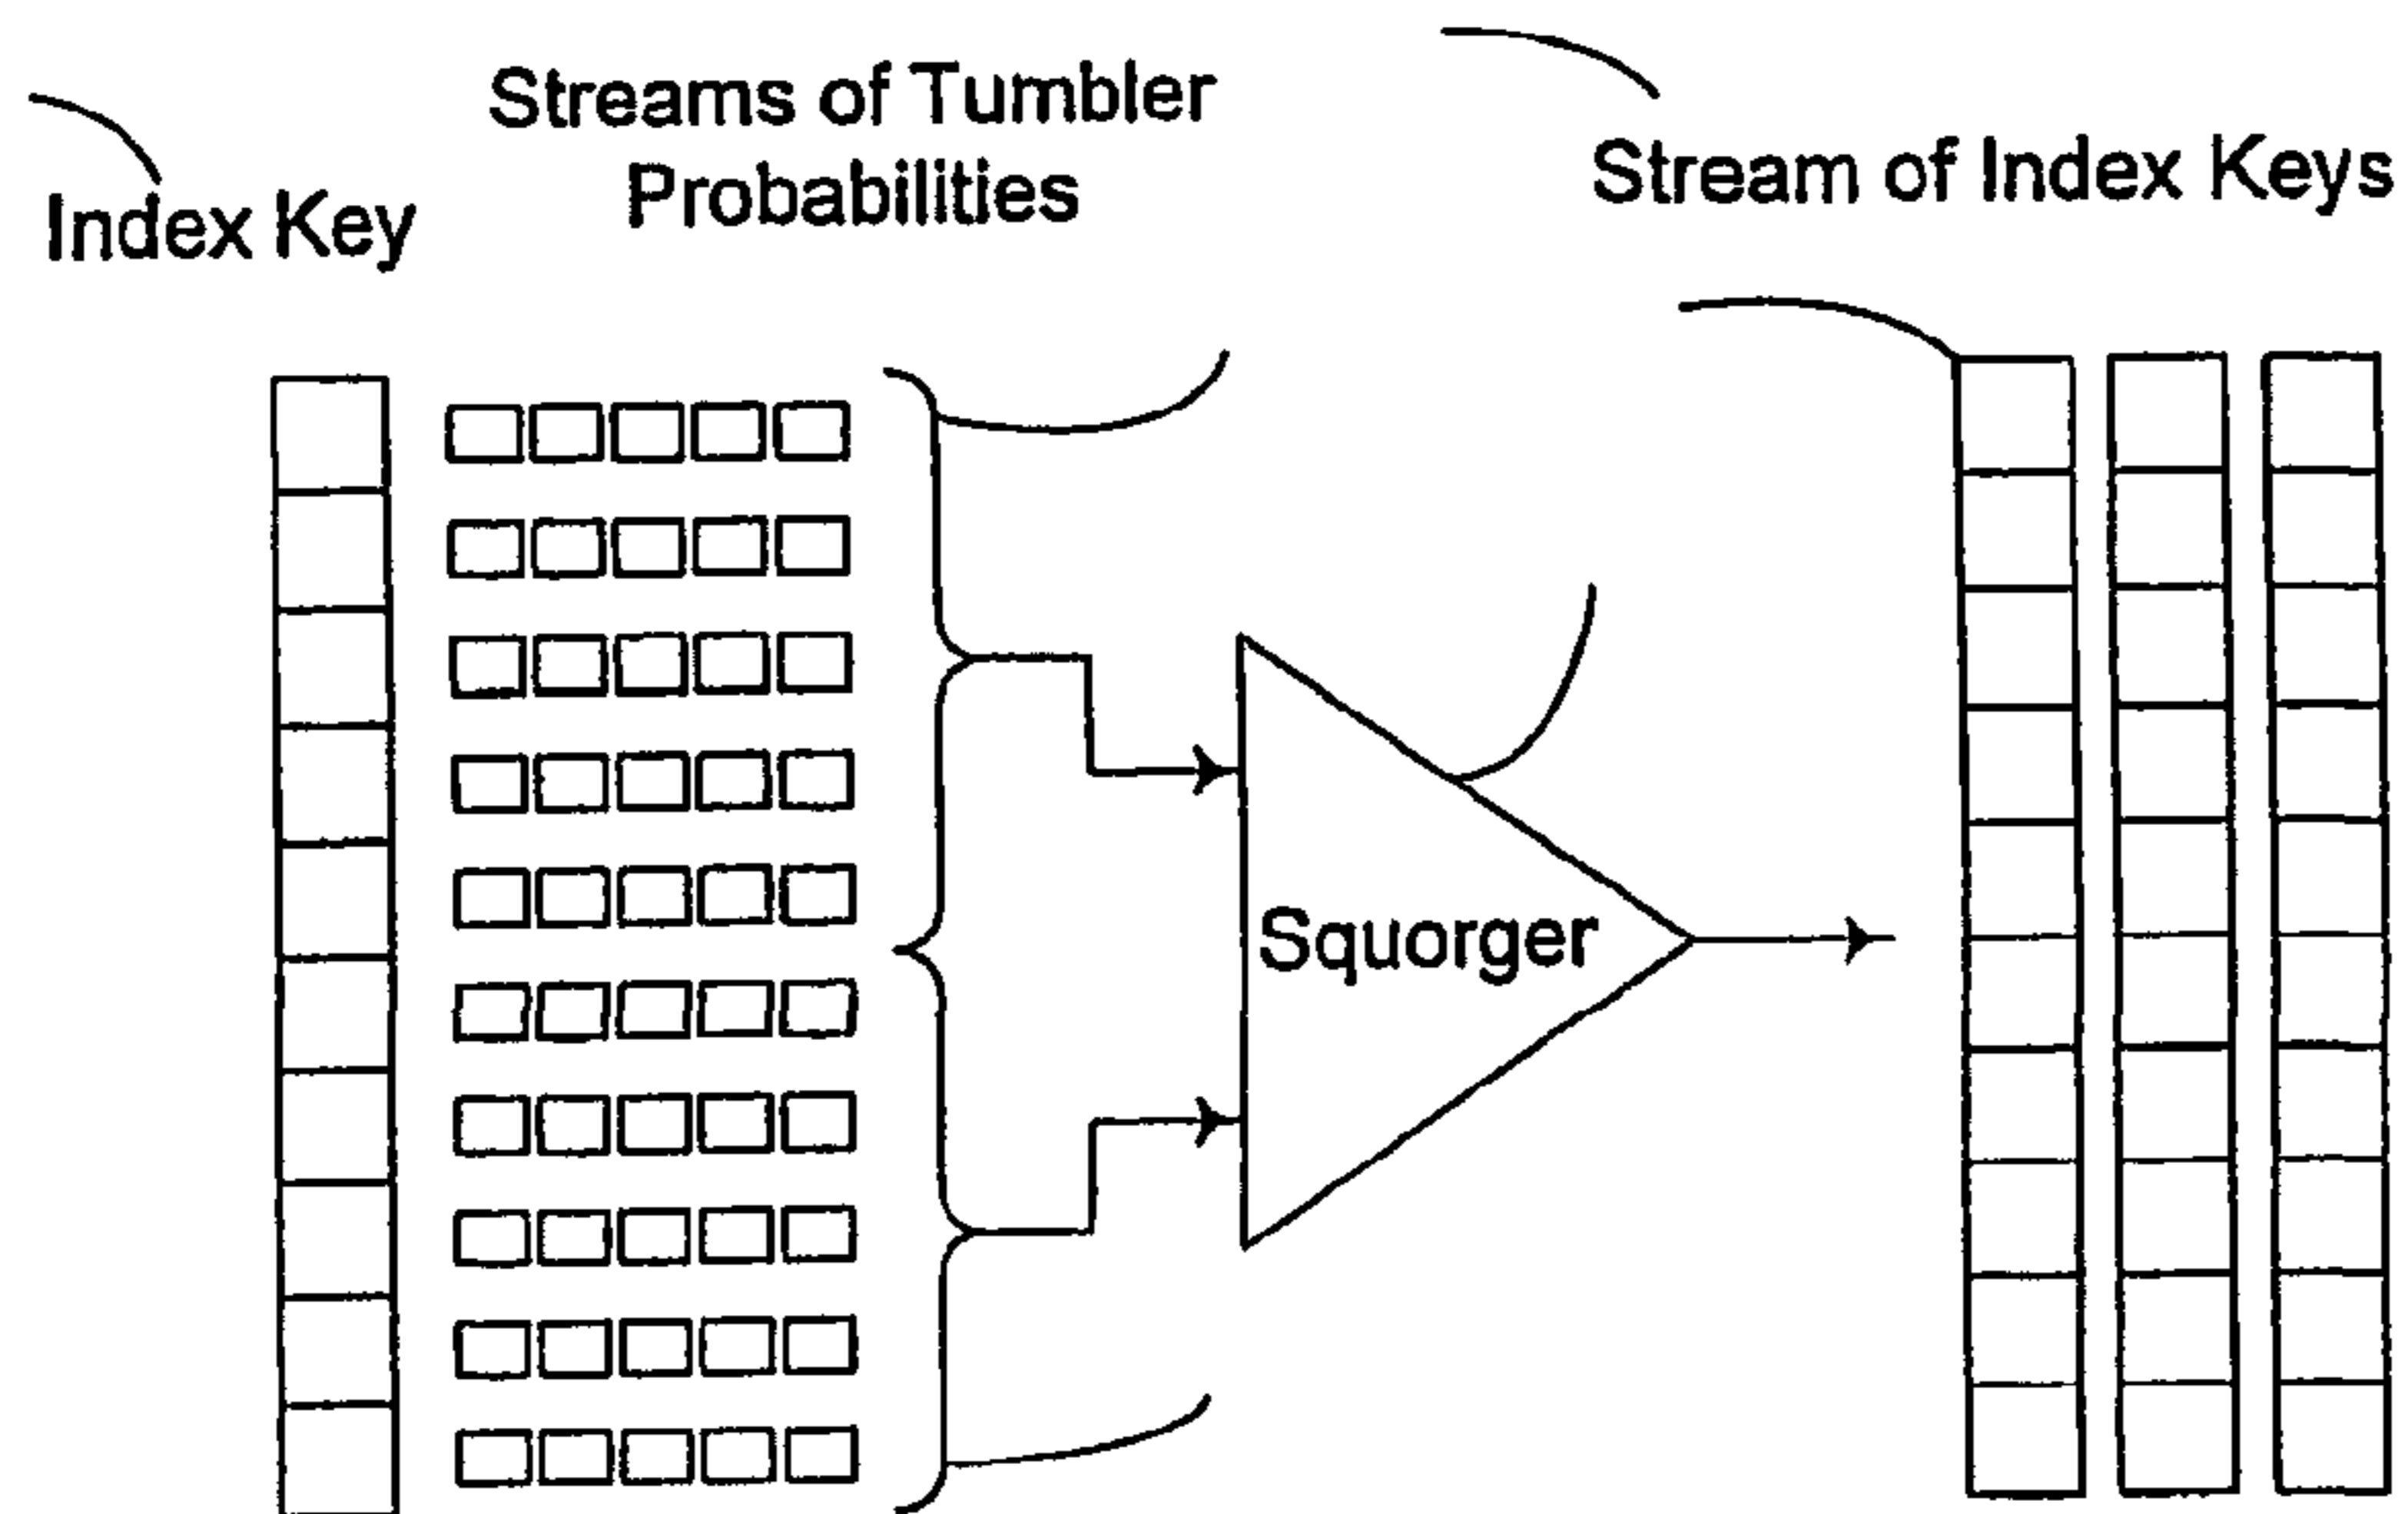 Index Key
Streams of Tumbler
Probabilities
Stream of Index Keys
Squorger